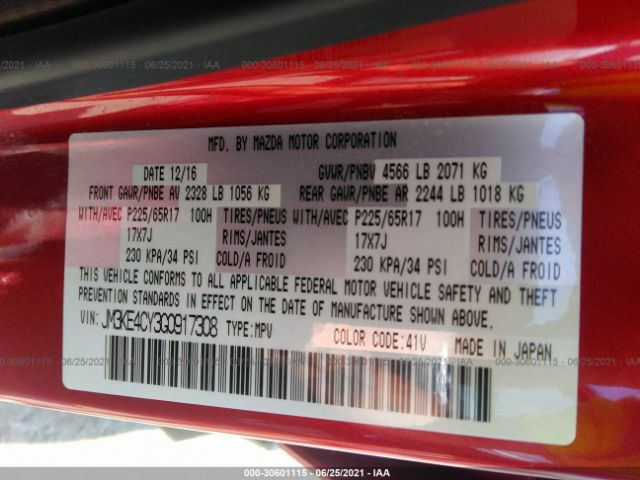 000-30601115 - 06/25/2021 - IAA
000-30601115 - 06/25/2021 - IAA
000-30601115 - 06/25/2021 - IAA
MFD. BY MAZDA MOTOR CORPORATION
DATE 12/16 GVWR/PNBV 4566 LB 2071 KG
FRONT GAWR/PNBE AV 2328 LB 1056 KG REAR GAWR/PNBE AR 2244 LB 1018 KG
WITH/AVEC P225/65R17 100H TIRES/PNEUS WITH/AVEC P225/65R17 100H TIRES/PNEUS
17X7J RIMS/JANTES 17X7J RIMS/JANTES
230 KPA/34 PSI COLD/A FROID 230 KPA/34 PSI COLD/A FROID
THIS VEHICLE CONFORMS TO ALL APPLICABLE FEDERAL MOTOR VEHICLE SAFETY AND THEFT
PREVENTION STANDARDS IN EFFECT ON THE DATE OF MANUFACTURE SHOWN ABOVE.
VIN: JM3KE4CY3G0917308 TYPE:MPV COLOR CODE:41V MADE IN JAPAN
000-30601115 - 06/25/2021 - IAA